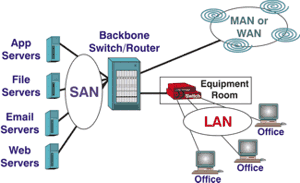 Backbone
Switch/Router
MAN or
WAN
App
Servers
File
Servers
SAN
Equipment
Room
Switch
Email
Servers
LAN
Office
Web
Servers
Office
Office